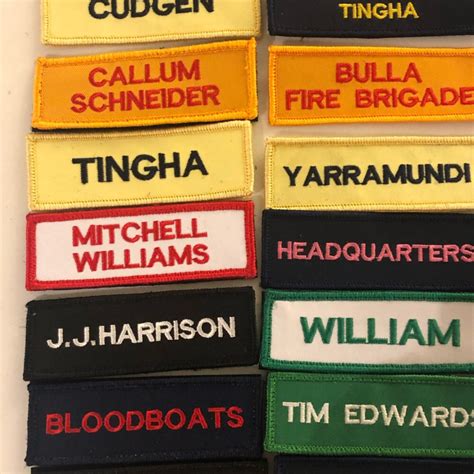 CUDGEN
TINGHA
CALLUM
SCHNEIDER
BULLA
FIRE BRIGADE
TINGHA
YARRAMUNDI
MITCHELL
WILLIAMS
HEADQUARTERS
J.J.HARRISON
WILLIAM
BLOODBOATS
TIM EDWARDS